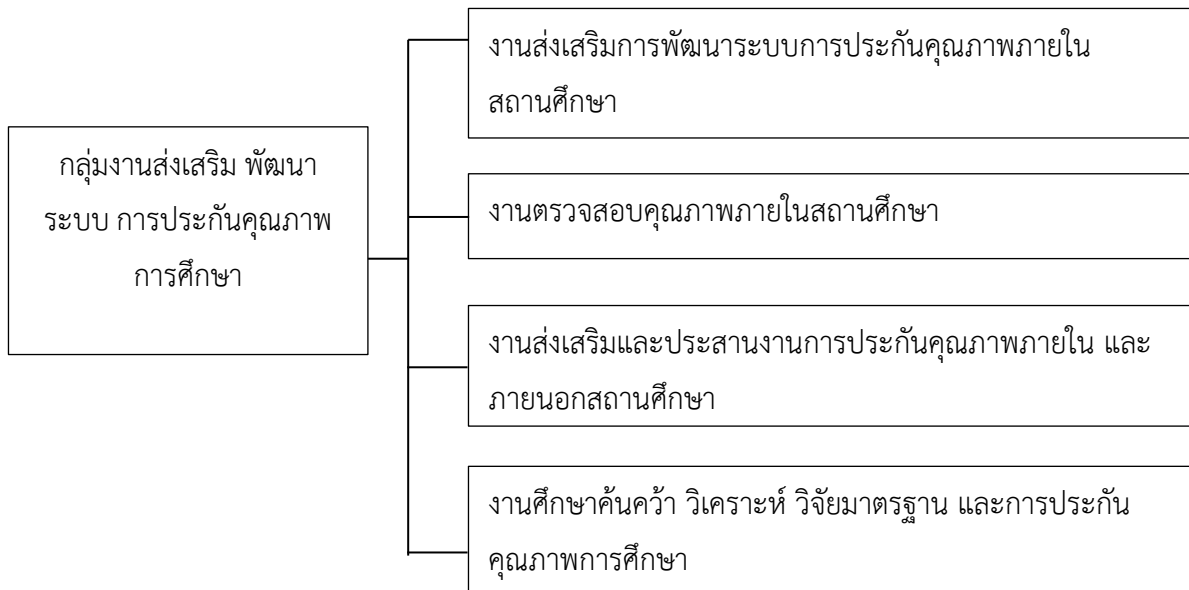 กลุ่มงานส่งเสริม พัฒนา
ระบบ การประกันคุณภาพ
การศึกษา
งานส่งเสริมการพัฒนาระบบการประกันคุณภาพภายใน
สถานศึกษา
งานตรวจสอบคุณภาพภายในสถานศึกษา
งานส่งเสริมและประสานงานการประกันคุณภาพภายใน และ
ภายนอกสถานศึกษา
งานศึกษาค้นคว้า วิเคราะห์ วิจัยมาตรฐาน และการประกัน
คุณภาพการศึกษา